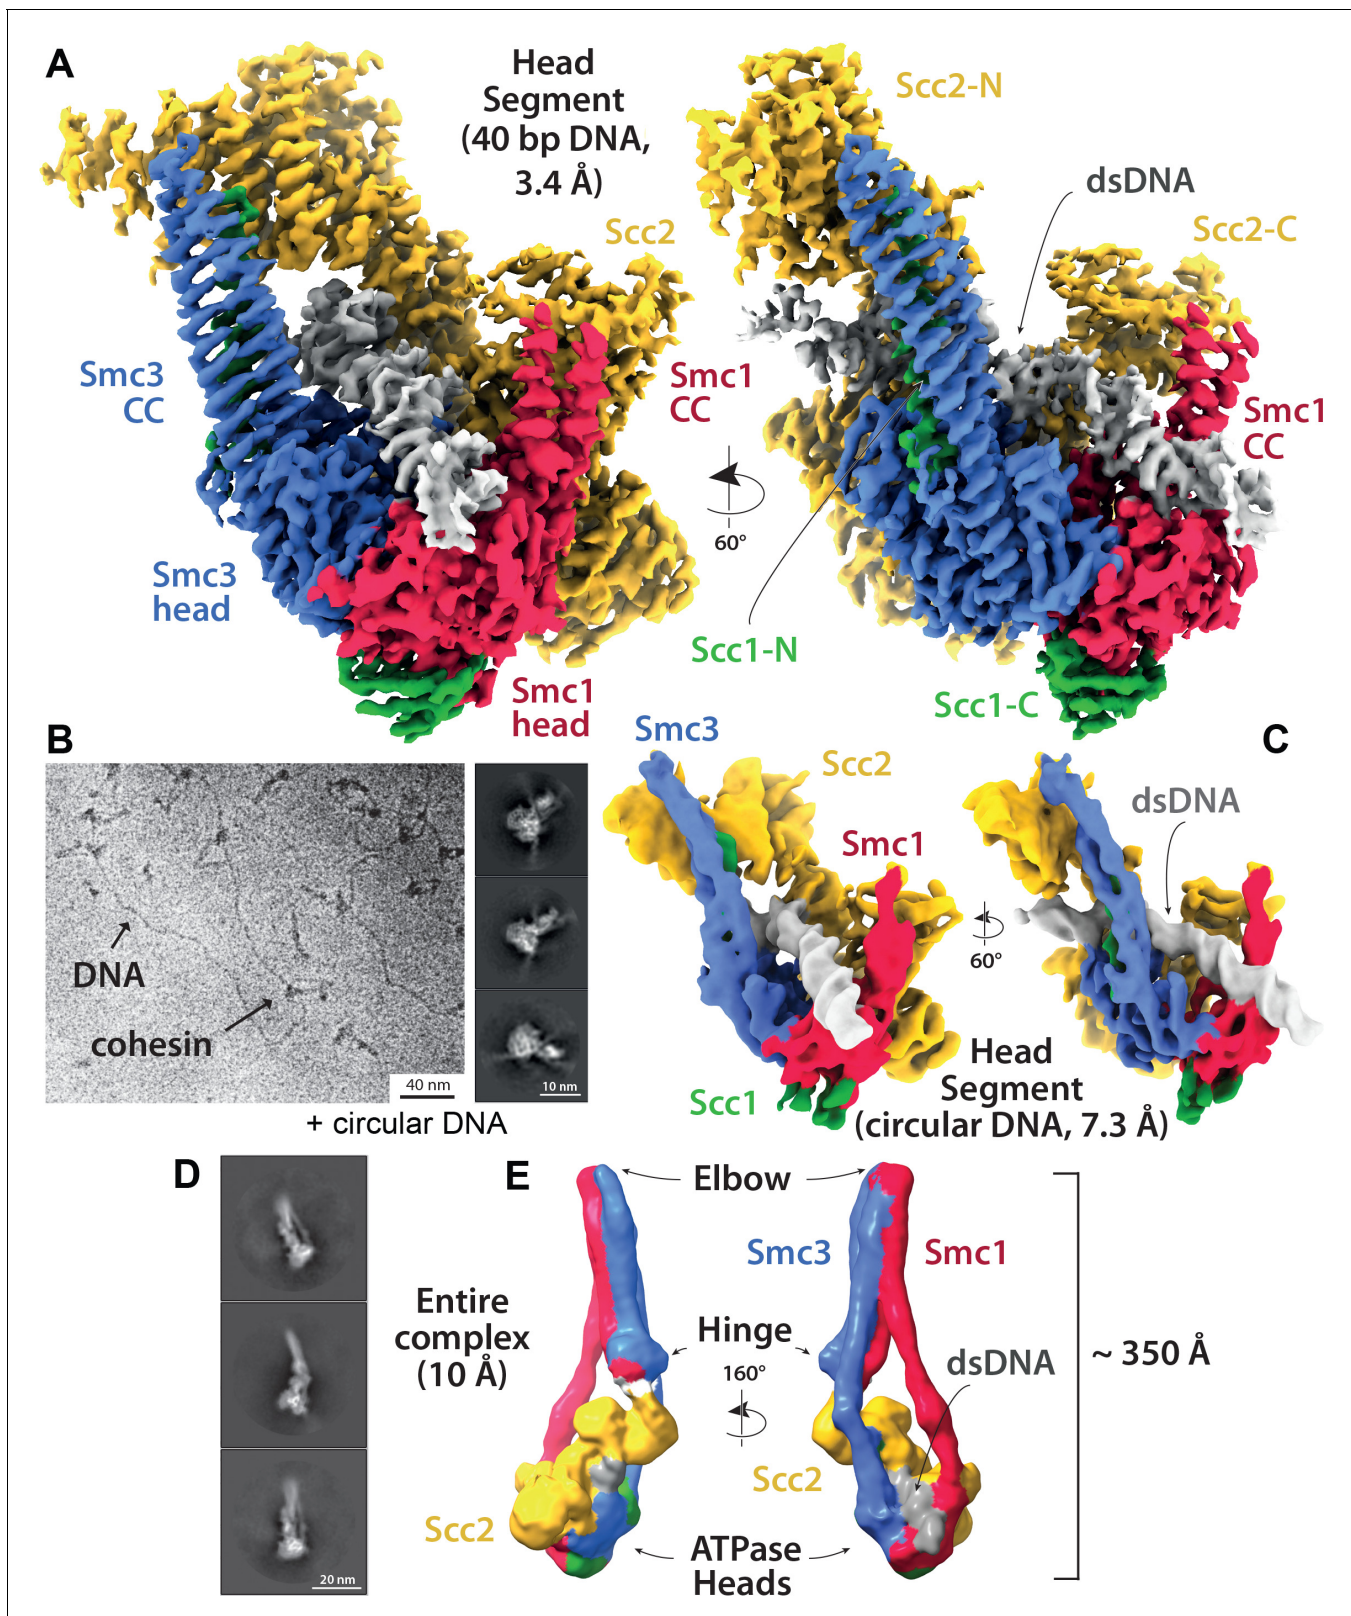 A
Head
Segment
(40 bp DNA,
3.4 Å)
Scc2-N
dsDNA
Scc2
Scc2-C
Smc3
CC
Smc1
CC
Smc1
CC
60°
Smc3
head
Scc1-N
Smc1
head
Scc1-C
B
DNA
cohesin
40 nm
10 nm
+ circular DNA
C
Smc3
Scc2
dsDNA
Smc1
60°
Scc1
Head
Segment
(circular DNA, 7.3 Å)
D
20 nm
E
Elbow
Smc3
Smc1
Entire
complex
(10 Å)
Hinge
160°
dsDNA
~ 350 Å
Scc2
Scc2
ATPase
Heads